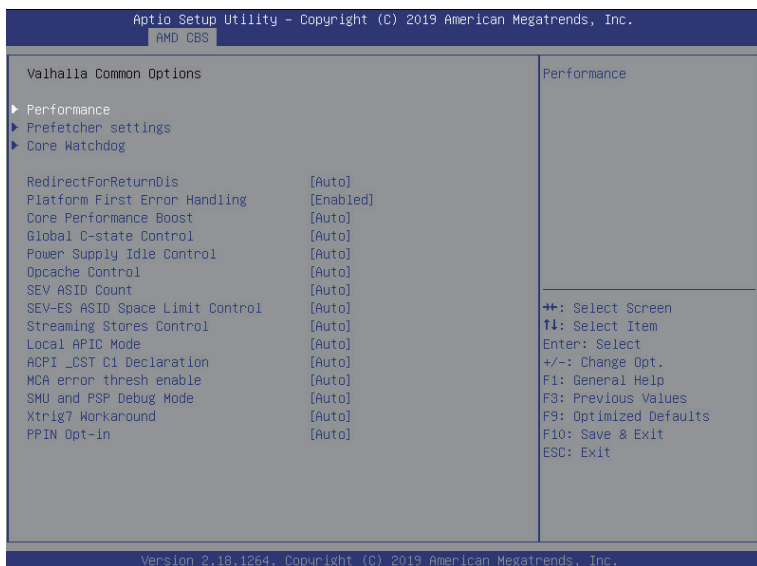 Aptio Setup Utility – Copyright (C) 2019 American Megatrends, Inc.
AMD CBS
Valhalla Common Options
Performance
Prefetcher settings
Core Watchdog
RedirectForReturnDis [Auto]
Platform First Error Handling [Enabled]
Core Performance Boost [Auto]
Global C-state Control [Auto]
Power Supply Idle Control [Auto]
Opcache Control [Auto]
SEV ASID Count [Auto]
SEV-ES ASID Space Limit Control [Auto]
Streaming Stores Control [Auto]
Local APIC Mode [Auto]
ACPI _CST C1 Declaration [Auto]
MCA error thresh enable [Auto]
SMU and PSP Debug Mode [Auto]
Xtrig7 Workaround [Auto]
PPIN Opt-in [Auto]
Performance
→←: Select Screen
↑↓: Select Item
Enter: Select
+/-: Change Opt.
F1: General Help
F3: Previous Values
F9: Optimized Defaults
F10: Save & Exit
ESC: Exit
Version 2.18.1264. Copyright (C) 2019 American Megatrends, Inc.